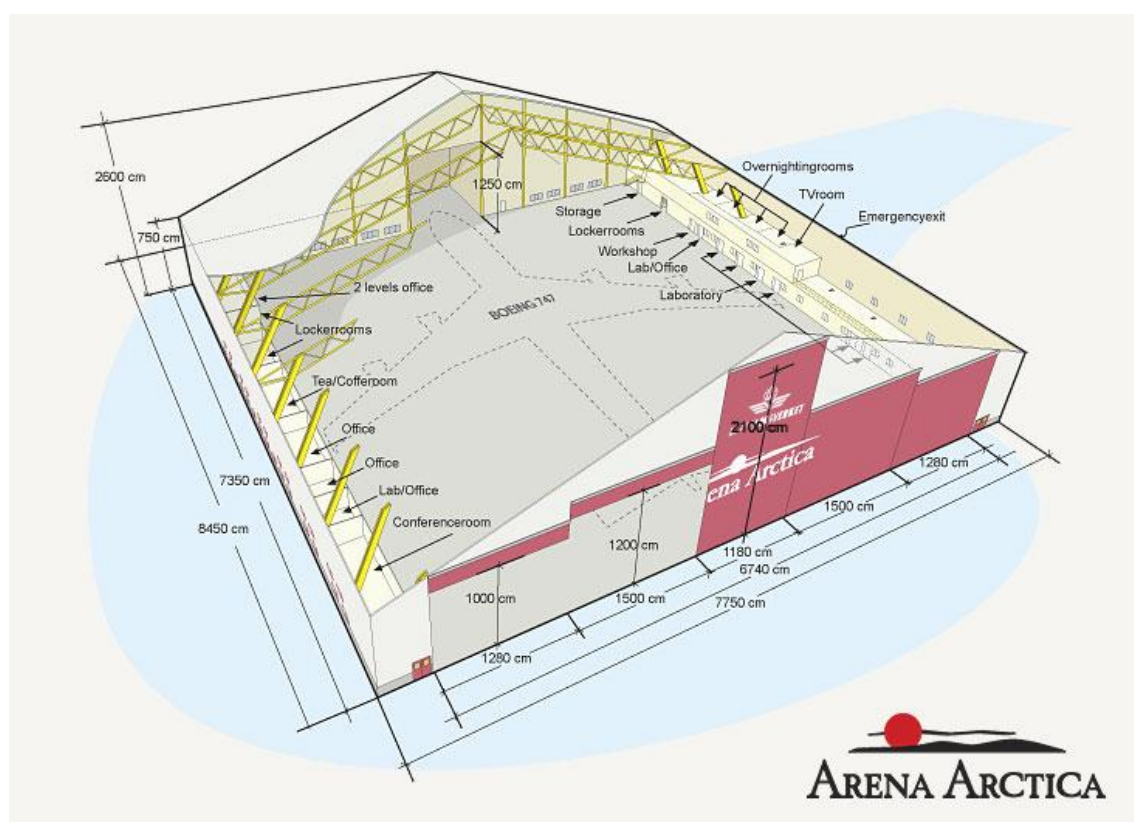 2600 cm
750 cm
1250 cm
Overnightingrooms
TVroom
Emergencyexit
Storage
Lockerrooms
Workshop
Lab/Office
Laboratory
2 levels office
Lockerrooms
Tea/Cofferpom
Office
Office
Lab/Office
Conferenceroom
BOEING 747
7350 cm
8450 cm
2100 cm
ena Arctica
1000 cm
1200 cm
1280 cm
1500 cm
1180 cm
1500 cm
1280 cm
6740 cm
7750 cm
ARENA ARCTICA